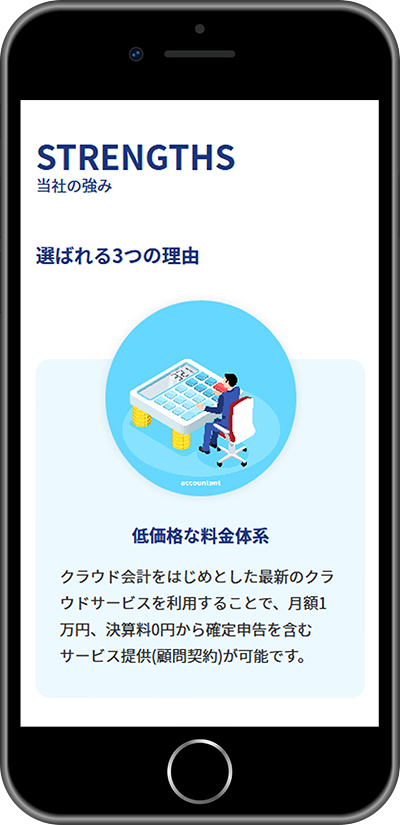 STRENGTHS
当社の強み
選ばれる3つの理由
accountant
低価格な料金体系
クラウド会計をはじめとした最新のクラ
ウドサービスを利用することで、月額1
万円、決算料0円から確定申告を含む
サービス提供(顧問契約)が可能です。